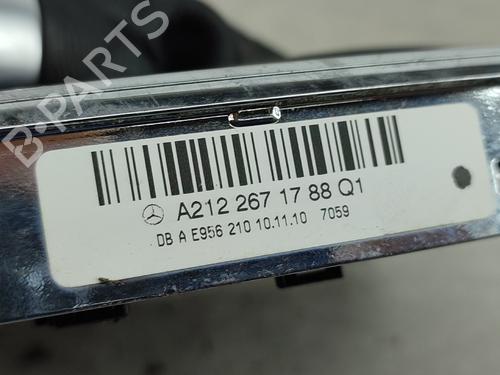 B-PARTS
A212 267 17 88 Q1
DB A E956 210 10.11.10 7059